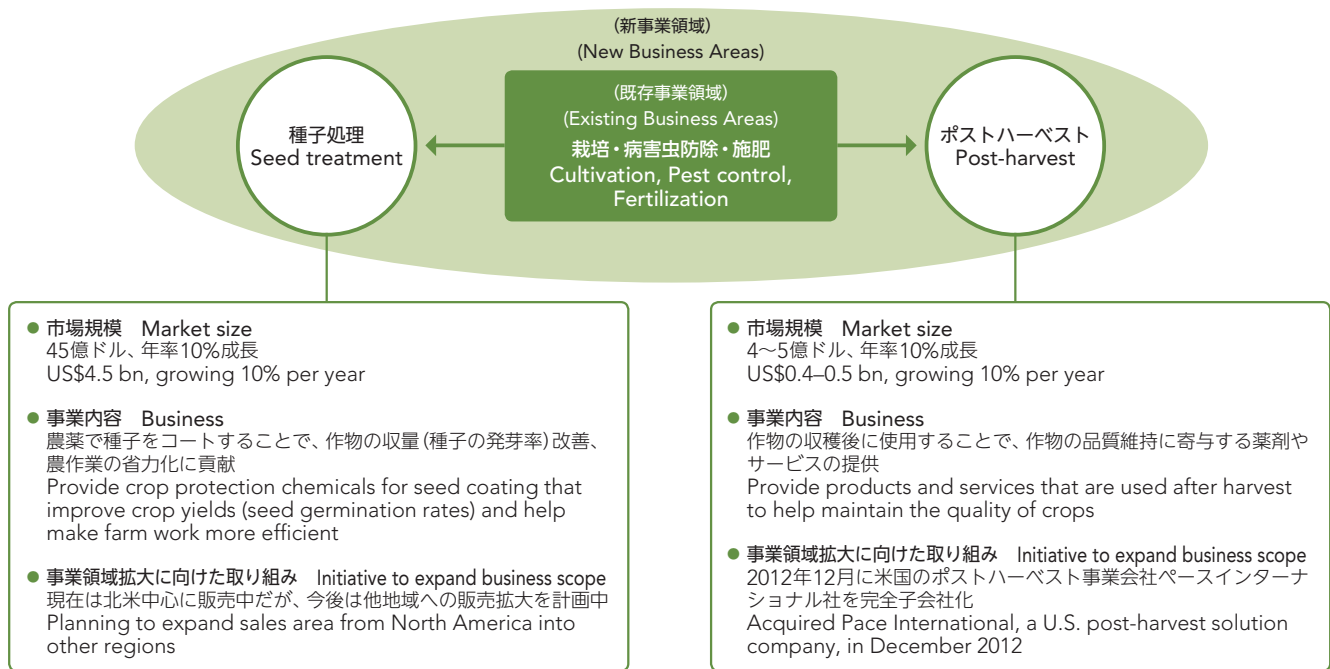 （新事業領域）
(New Business Areas)
種子処理
Seed treatment
（既存事業領域）
(Existing Business Areas)
栽培・病害虫防除・施肥
Cultivation, Pest control,
Fertilization
ポストハーベスト
Post-harvest
● 市場規模　Market size
45億ドル、年率10%成長
US$4.5 bn, growing 10% per year
● 事業内容　Business
農薬で種子をコートすることで、作物の収量（種子の発芽率）改善、
農作業の省力化に貢献
Provide crop protection chemicals for seed coating that
improve crop yields (seed germination rates) and help
make farm work more efficient
● 事業領域拡大に向けた取り組み　Initiative to expand business scope
現在は北米中心に販売中だが、今後は他地域への販売拡大を計画中
Planning to expand sales area from North America into
other regions
● 市場規模　Market size
4〜5億ドル、年率10%成長
US$0.4–0.5 bn, growing 10% per year
● 事業内容　Business
作物の収穫後に使用することで、作物の品質維持に寄与する薬剤や
サービスの提供
Provide products and services that are used after harvest
to help maintain the quality of crops
● 事業領域拡大に向けた取り組み　Initiative to expand business scope
2012年12月に米国のポストハーベスト事業会社ペースインターナ
ショナル社を完全子会社化
Acquired Pace International, a U.S. post-harvest solution
company, in December 2012